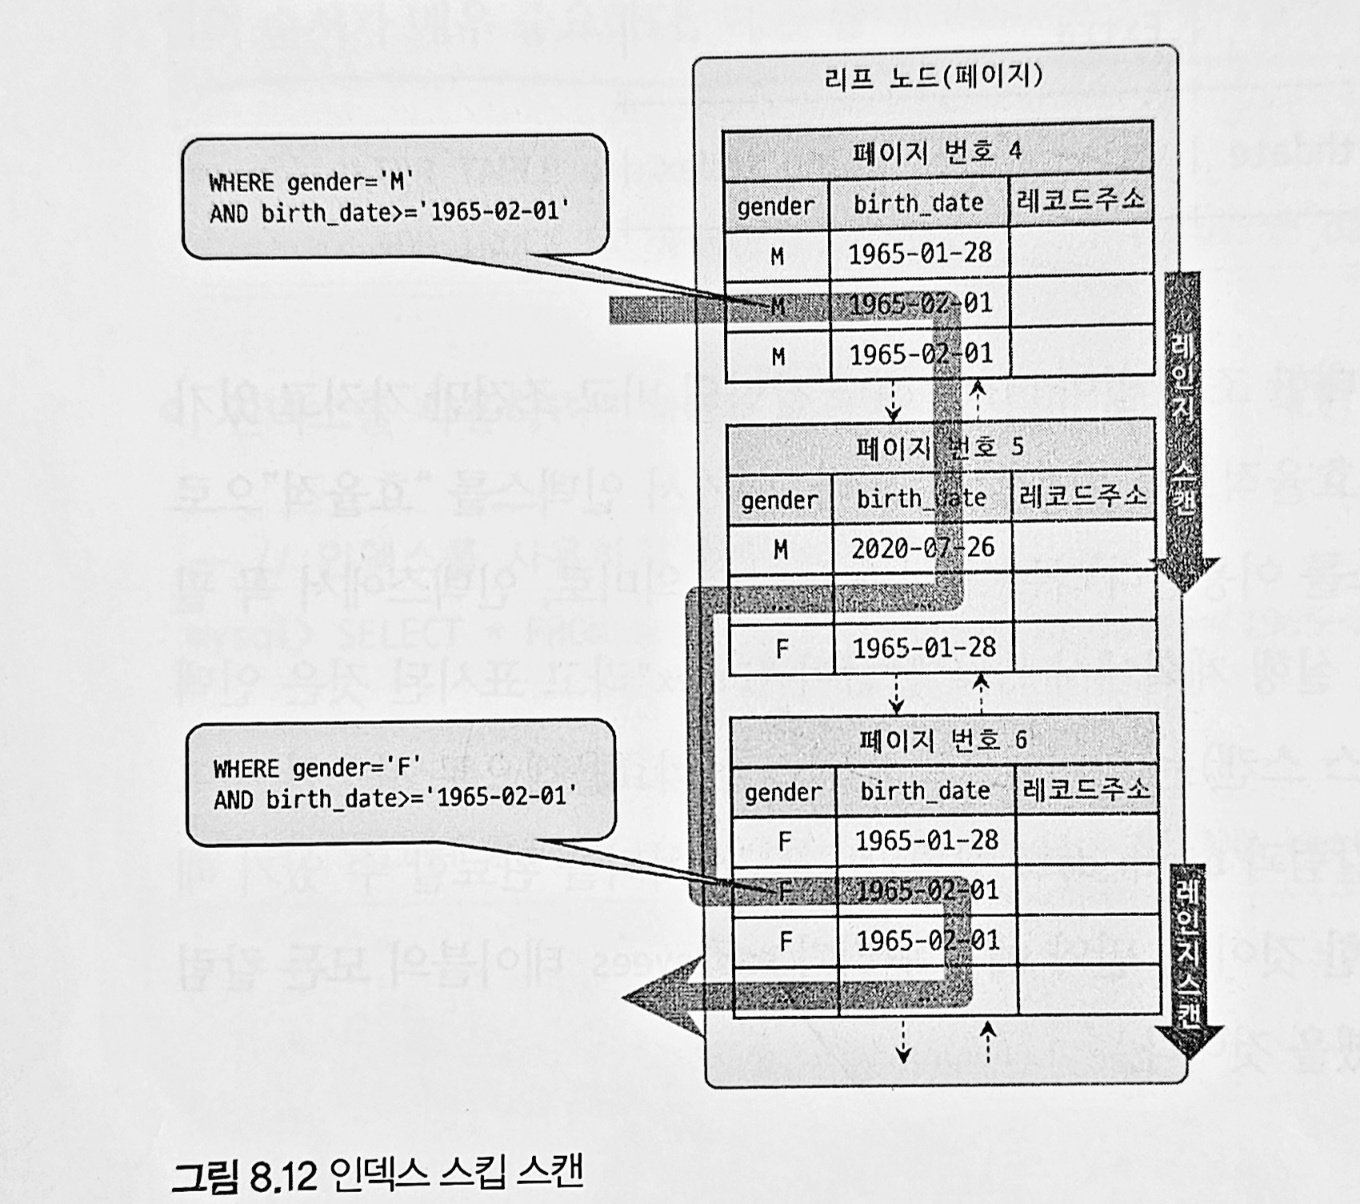 리프 노드(페이지)
페이지 번호 4
gender birth_date 레코드주소
M 1965-01-28
M 1965-02-01
M 1965-02-01
WHERE gender='M'
AND birth_date>='1965-02-01'
레인지 스캔
페이지 번호 5
gender birth_date 레코드주소
M 2020-07-26
... ...
F 1965-01-28
페이지 번호 6
gender birth_date 레코드주소
F 1965-01-28
F 1965-02-01
F 1965-02-01
... ...
WHERE gender='F'
AND birth_date>='1965-02-01'
레인지 스캔
그림 8.12 인덱스 스킵 스캔